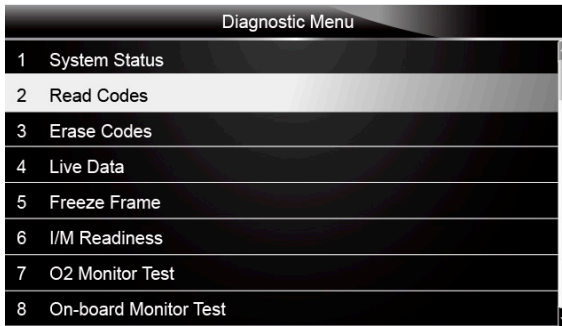 Diagnostic Menu
1 System Status
2 Read Codes
3 Erase Codes
4 Live Data
5 Freeze Frame
6 I/M Readiness
7 O2 Monitor Test
8 On-board Monitor Test